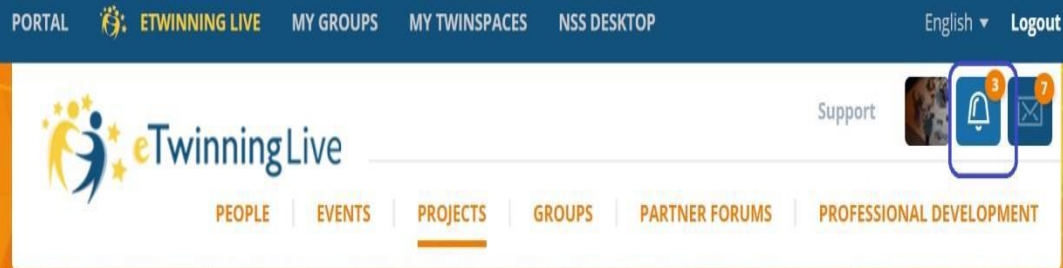 PORTAL ETWINNING LIVE MY GROUPS MY TWINSPACES NSS DESKTOP English Logout
Support 3 7
eTwinning Live
PEOPLE EVENTS PROJECTS GROUPS PARTNER FORUMS PROFESSIONAL DEVELOPMENT